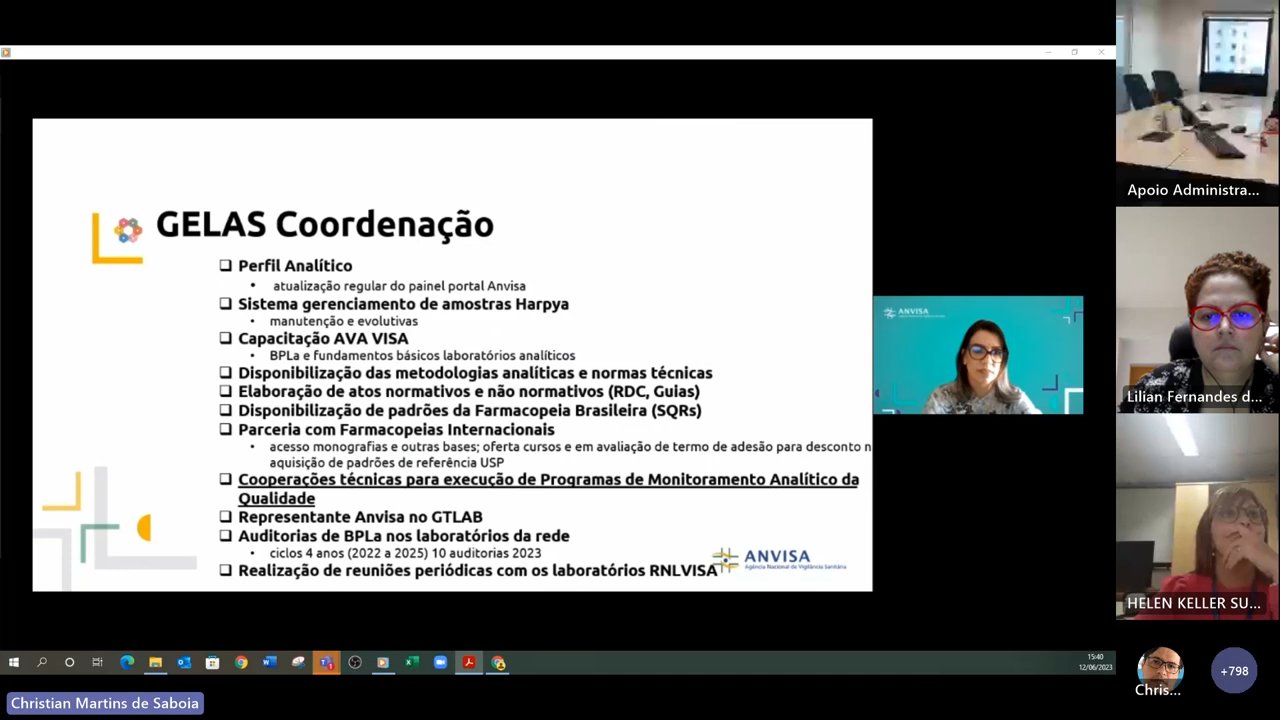 GELAS Coordenação
❑ Perfil Analítico
• atualização regular do painel portal Anvisa
❑ Sistema gerenciamento de amostras Harpya
• manutenção e evolutivas
❑ Capacitação AVA VISA
• BPLa e fundamentos básicos laboratórios analíticos
❑ Disponibilização das metodologias analíticas e normas técnicas
❑ Elaboração de atos normativos e não normativos (RDC, Guias)
❑ Disponibilização de padrões da Farmacopeia Brasileira (SQRs)
❑ Parceria com Farmacopeias Internacionais
• acesso monografias e outras bases; oferta cursos e em avaliação de termo de adesão para desconto n
aquisição de padrões de referência USP
❑ Cooperações técnicas para execução de Programas de Monitoramento Analítico da
Qualidade
❑ Representante Anvisa no GTLAB
❑ Auditorias de BPLa nos laboratórios da rede
• ciclos 4 anos (2022 a 2025) 10 auditorias 2023
❑ Realização de reuniões periódicas com os laboratórios RNLVISA
ANVISA
Agência Nacional de Vigilância Sanitária
ANVISA
Apoio Administra...
Lilian Fernandes d...
HELEN KELLER SU...
Chris...
+798
15:40
12/06/2023
Christian Martins de Saboia